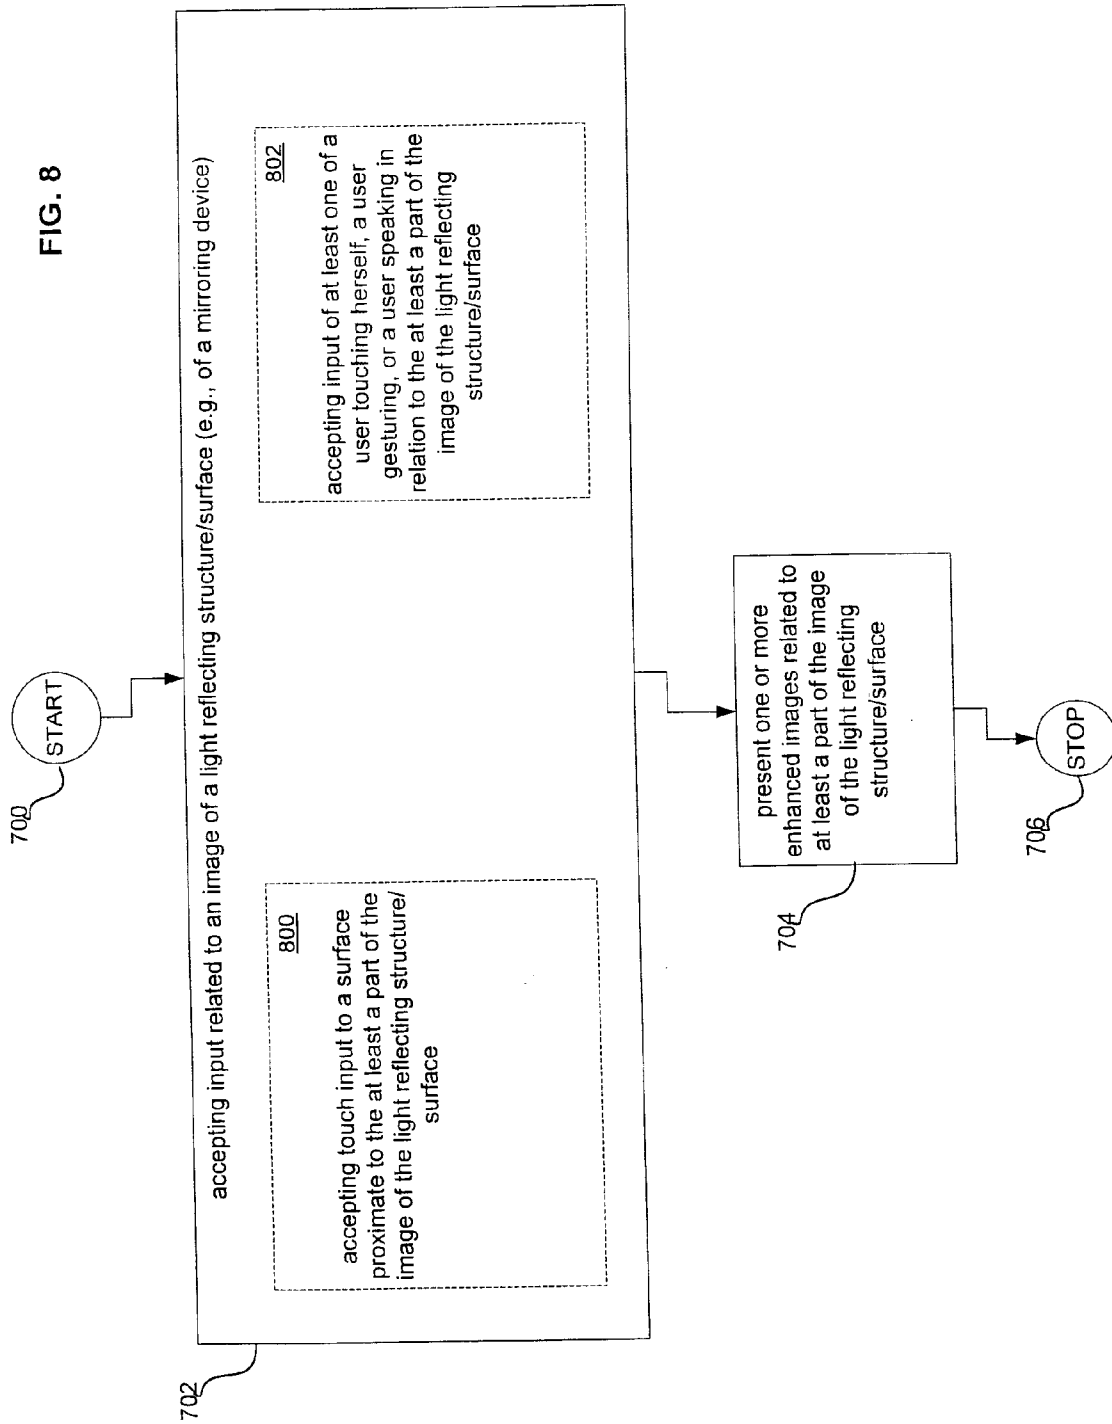 FIG. 8
START
700
accepting input related to an image of a light reflecting structure/surface (e.g., of a mirroring device)
702
800
accepting touch input to a surface
proximate to the at least a part of the
image of the light reflecting structure/
surface
802
accepting input of at least one of a
user touching herself, a user
gesturing, or a user speaking in
relation to the at least a part of the
image of the light reflecting
structure/surface
present one or more
enhanced images related to
at least a part of the image
of the light reflecting
structure/surface
704
STOP
706